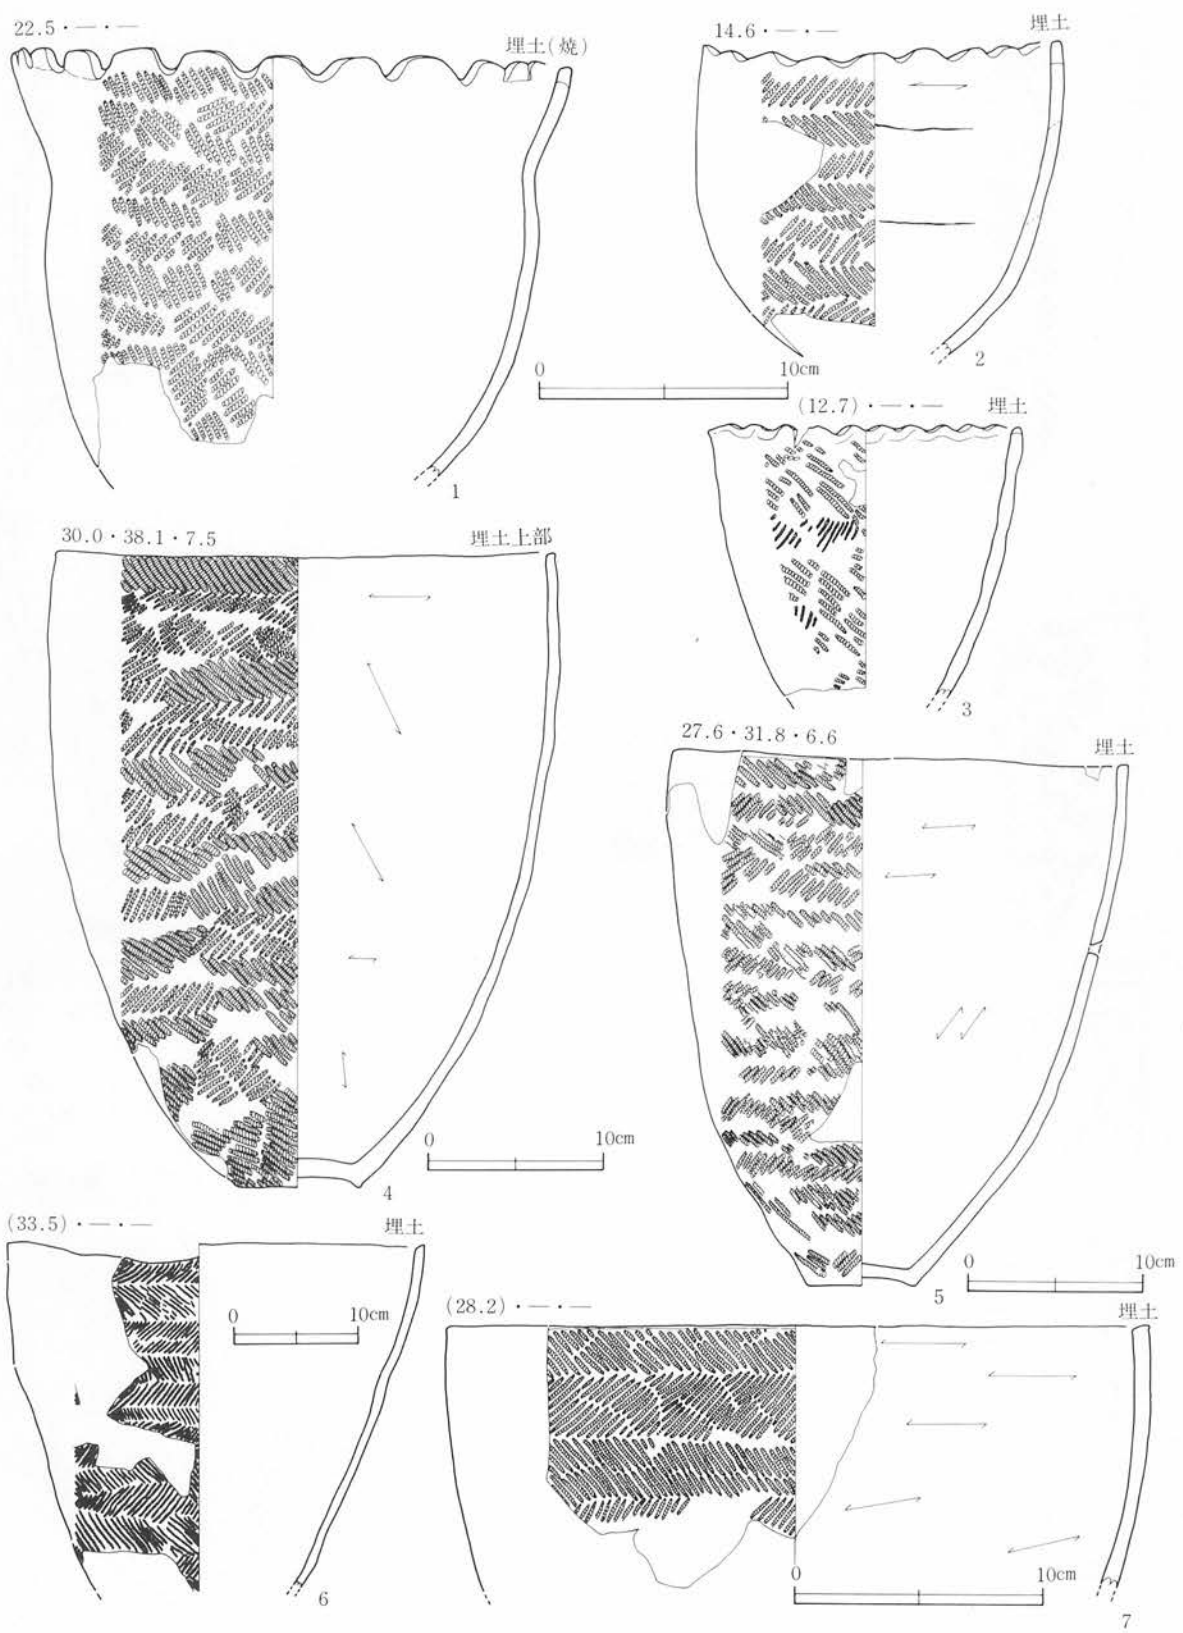 22.5・—・—
埋土(焼)
1
14.6・—・—
埋土
2
0 10cm
(12.7)・—・—
埋土
3
30.0・38.1・7.5
埋土上部
4
0 10cm
27.6・31.8・6.6
埋土
5
0 10cm
(33.5)・—・—
埋土
0 10cm
6
(28.2)・—・—
埋土
0 10cm
7